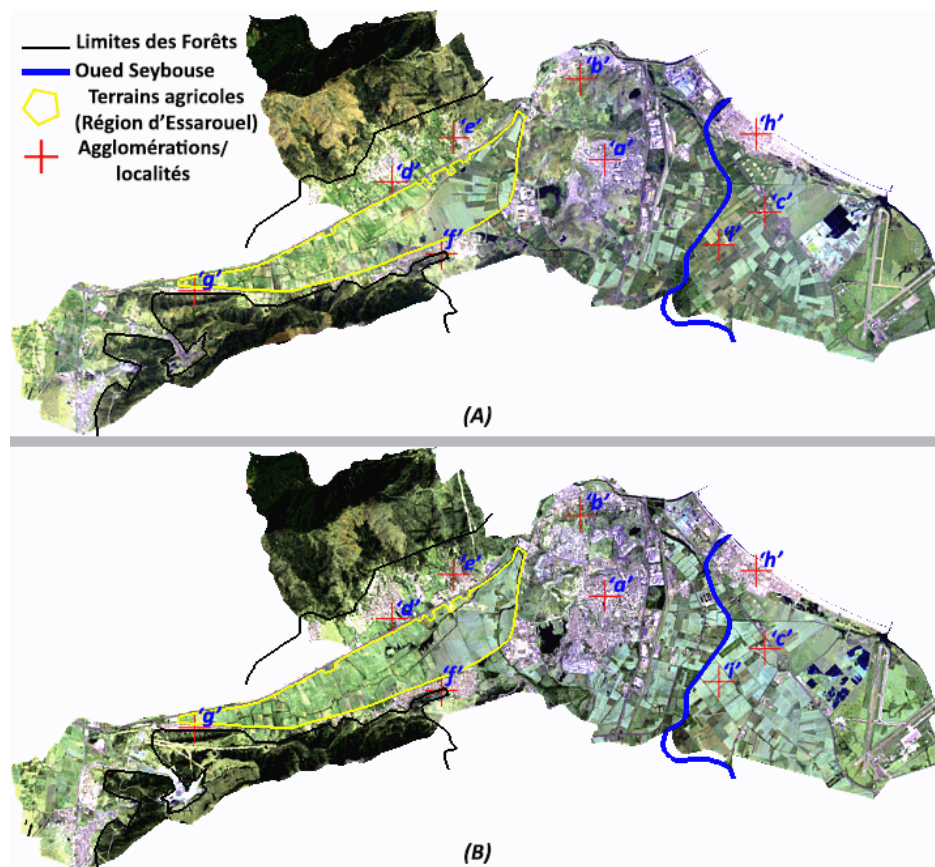 Limites des Forêts
Oued Seybouse
Terrains agricoles
(Région d'Essarouel)
Agglomérations/
localités
'b'
'h'
'e'
'a'
'd'
'c'
'f'
'i'
'g'
(A)
'b'
'h'
'e'
'a'
'd'
'c'
'f'
'i'
'g'
(B)